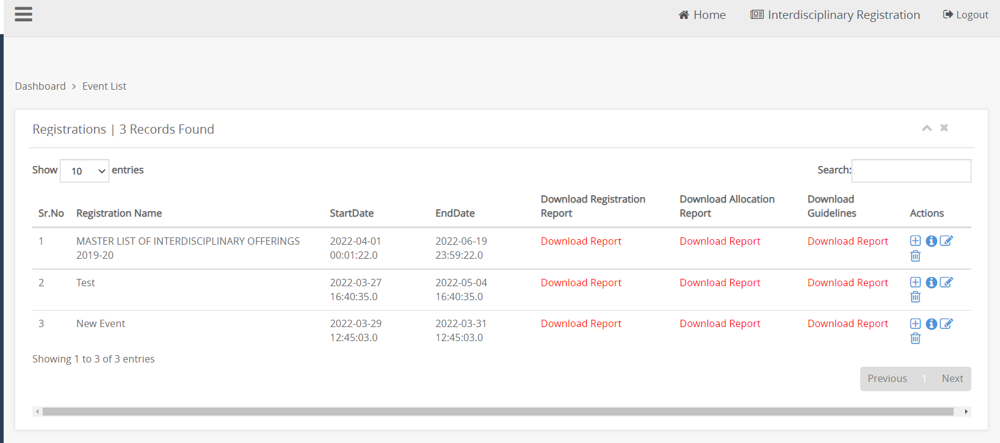 Home Interdisciplinary Registration Logout
Dashboard > Event List
Registrations | 3 Records Found
Show 10 entries Search:
Download Registration Download Allocation Download
Sr.No Registration Name StartDate EndDate Report Report Guidelines Actions
1 MASTER LIST OF INTERDISCIPLINARY OFFERINGS 2022-04-01 2022-06-19 Download Report Download Report Download Report
2019-20 00:01:22.0 23:59:22.0
2 Test 2022-03-27 2022-05-04 Download Report Download Report Download Report
16:40:35.0 16:40:35.0
3 New Event 2022-03-29 2022-03-31 Download Report Download Report Download Report
12:45:03.0 12:45:03.0
Showing 1 to 3 of 3 entries
Previous 1 Next